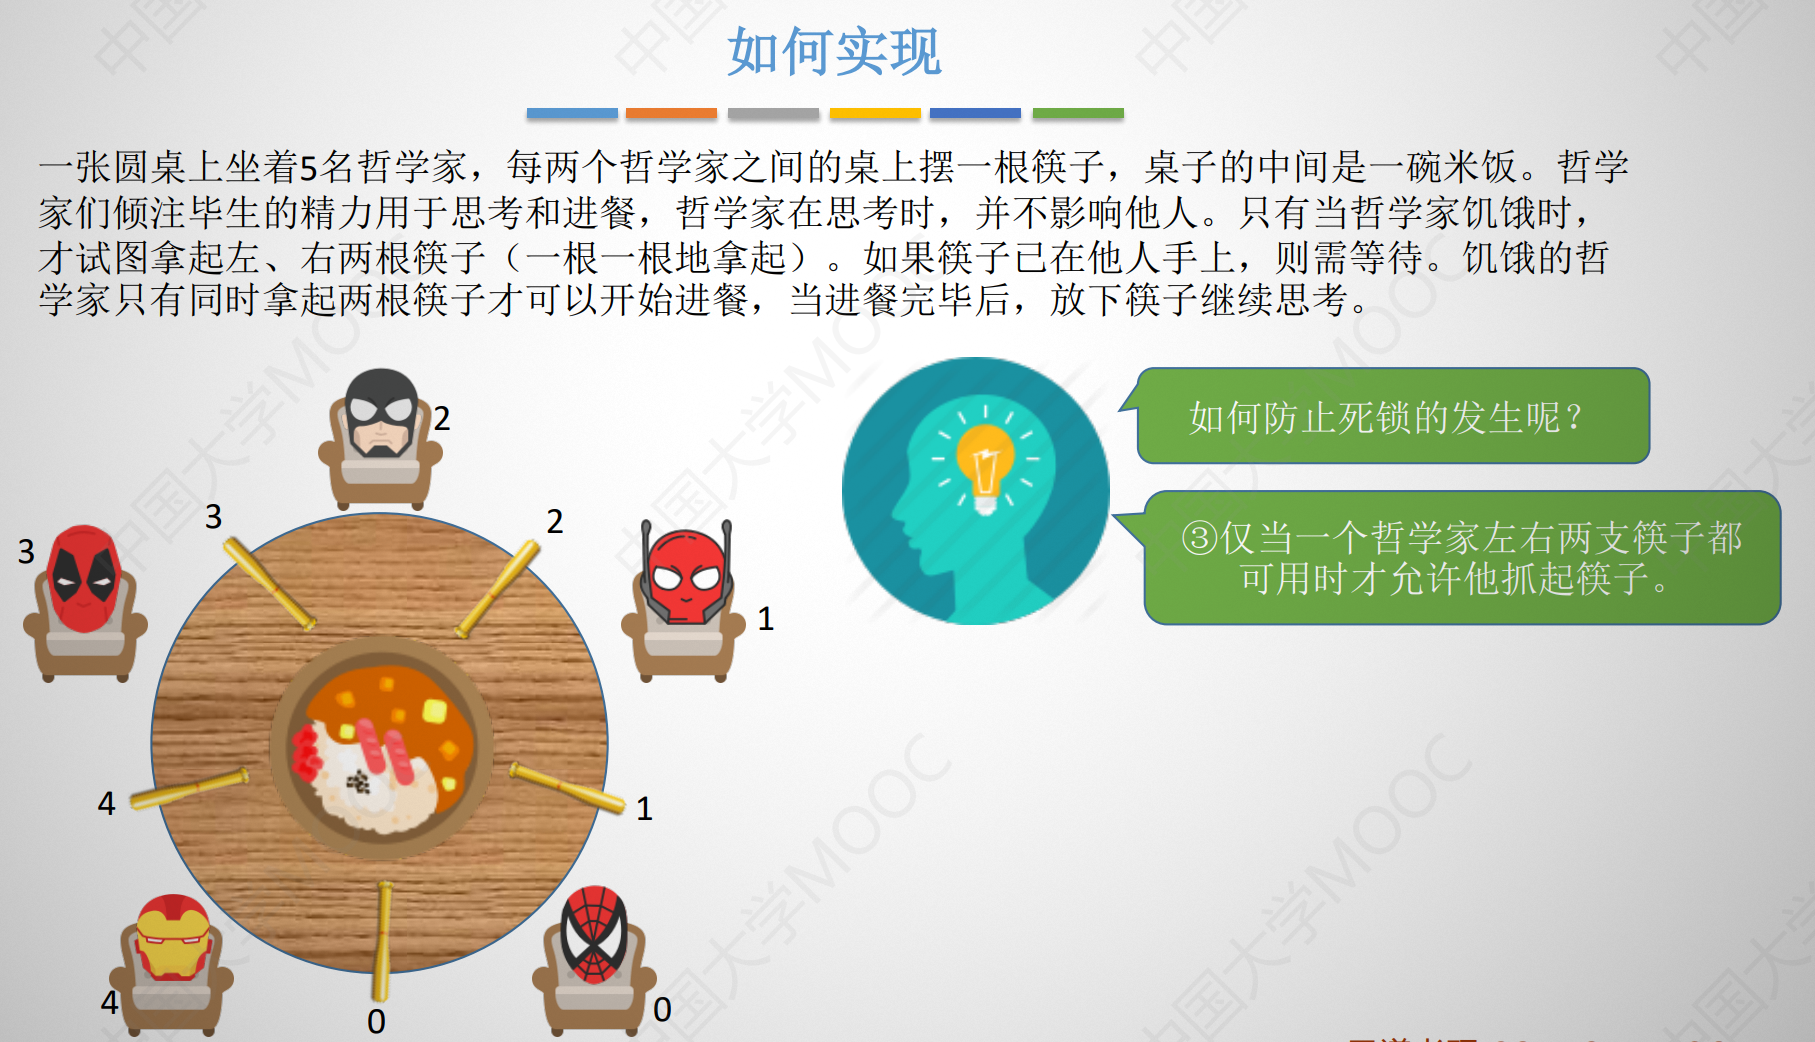 如何实现
一张圆桌上坐着5名哲学家，每两个哲学家之间的桌上摆一根筷子，桌子的中间是一碗米饭。哲学
家们倾注毕生的精力用于思考和进餐，哲学家在思考时，并不影响他人。只有当哲学家饥饿时，
才试图拿起左、右两根筷子（一根一根地拿起）。如果筷子已在他人手上，则需等待。饥饿的哲
学家只有同时拿起两根筷子才可以开始进餐，当进餐完毕后，放下筷子继续思考。
如何防止死锁的发生呢？
③仅当一个哲学家左右两支筷子都
可用时才允许他抓起筷子。
2
3
2
3
1
4
1
4
0
0
中国大学MOOC
中国大学MOOC
中国大学MOOC
中国大学MOOC
中国大学MOOC